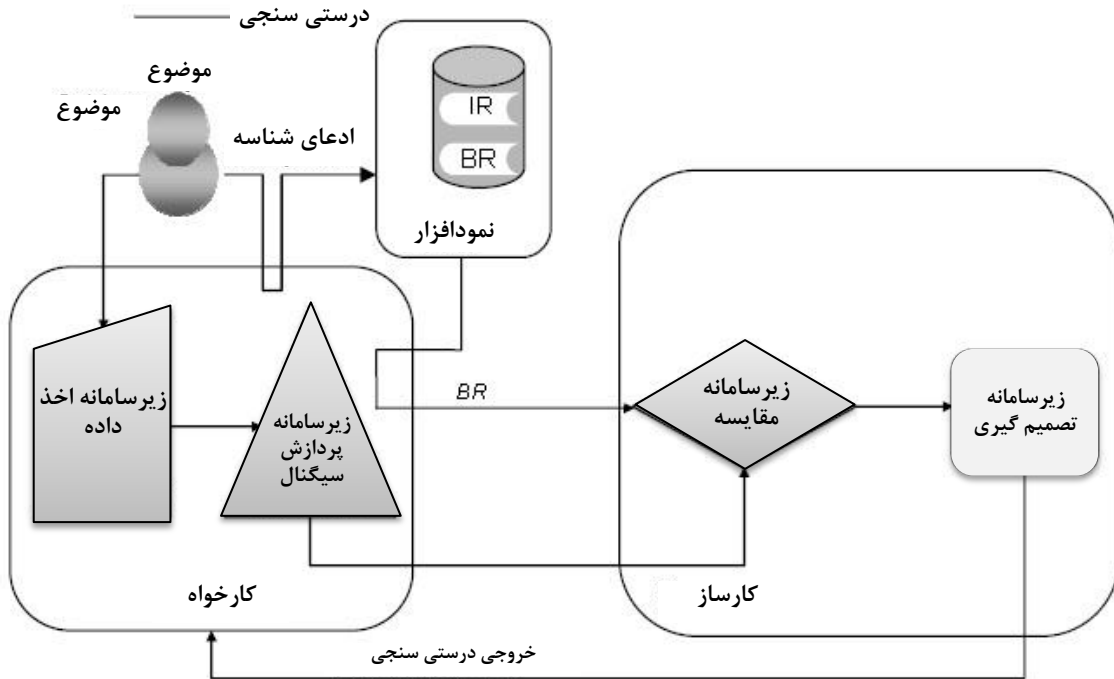 درستی سنجی
موضوع
موضوع
ادعای شناسه
IR
BR
نمودافزار
زیرسامانه اخذ
داده
زیرسامانه
پردازش
سیگنال
BR
زیرسامانه
مقایسه
زیرسامانه
تصمیم گیری
کارخواه
کارساز
خروجی درستی سنجی